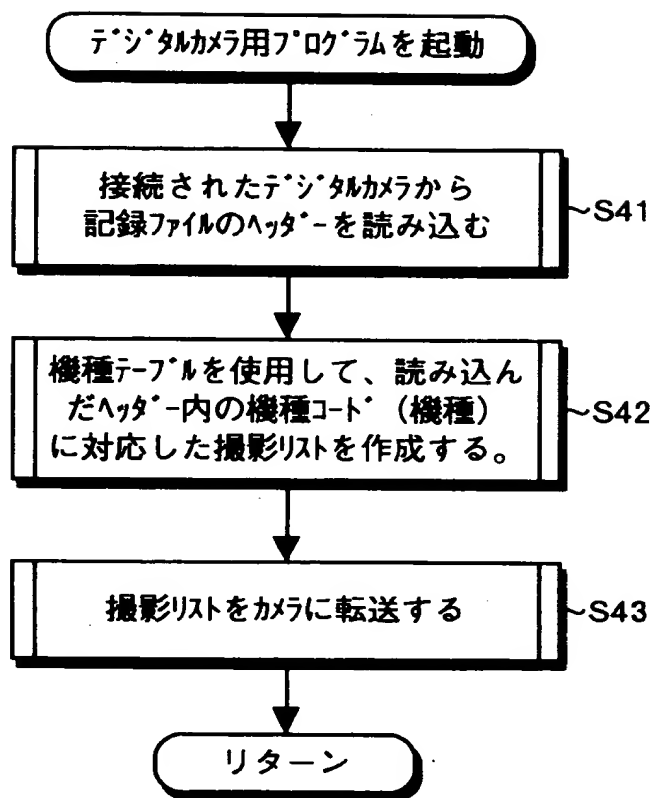 ﾃﾞｼﾞﾀﾙｶﾒﾗ用ﾌﾟﾛｸﾞﾗﾑを起動
接続されたﾃﾞｼﾞﾀﾙｶﾒﾗから
記録ﾌｧｲﾙのﾍｯﾀﾞｰを読み込む
~S41
機種ﾃｰﾌﾞﾙを使用して、読み込ん
だﾍｯﾀﾞｰ内の機種ｺｰﾄﾞ（機種）
に対応した撮影ﾘｽﾄを作成する。
~S42
撮影ﾘｽﾄをｶﾒﾗに転送する
~S43
リターン